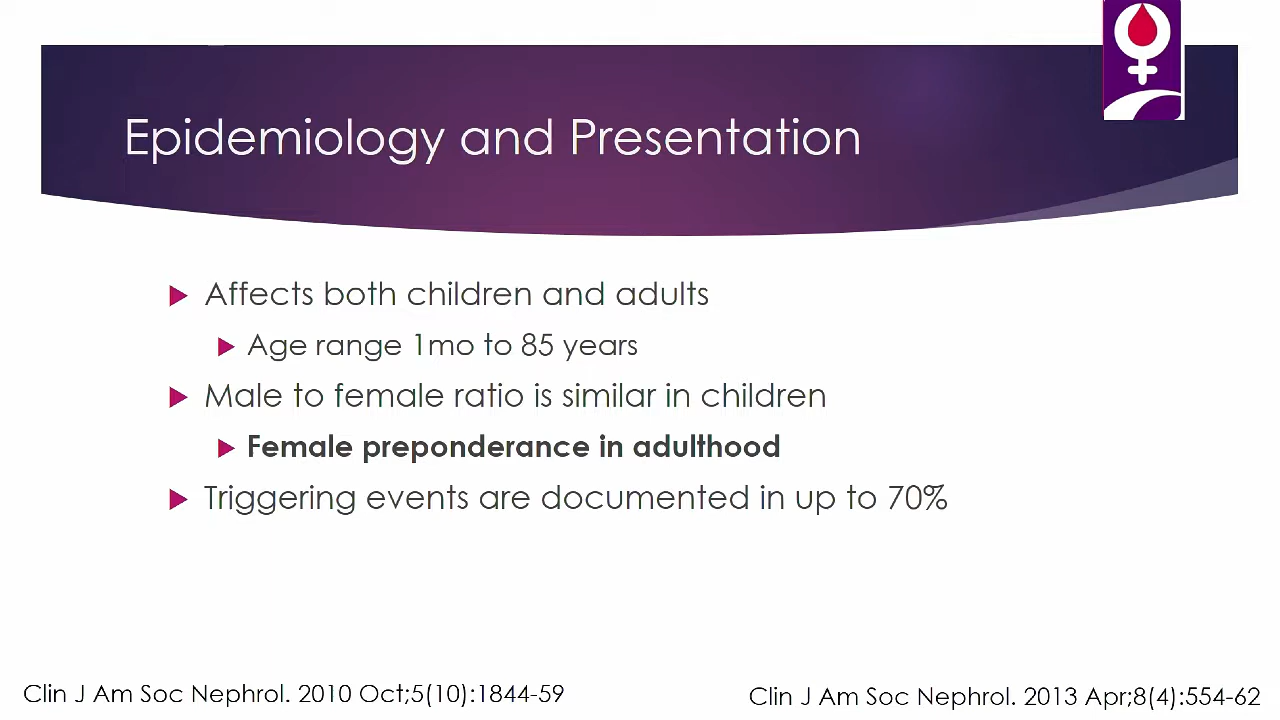 Epidemiology and Presentation
Affects both children and adults
Age range 1mo to 85 years
Male to female ratio is similar in children
Female preponderance in adulthood
Triggering events are documented in up to 70%
Clin J Am Soc Nephrol. 2010 Oct;5(10):1844-59
Clin J Am Soc Nephrol. 2013 Apr;8(4):554-62